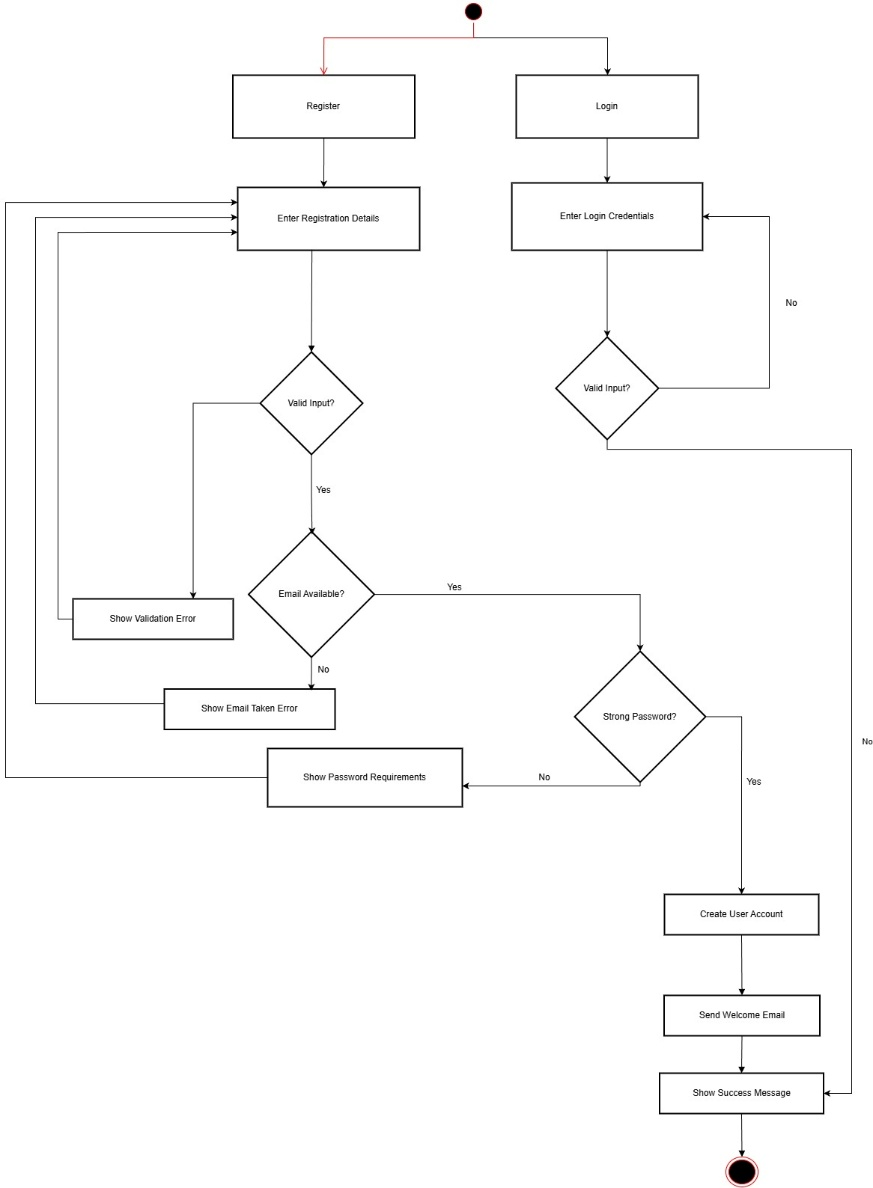 Register
Login
Enter Registration Details
Enter Login Credentials
No
Valid Input?
Valid Input?
Yes
Email Available?
Yes
Show Validation Error
No
Show Email Taken Error
Strong Password?
No
Show Password Requirements
No
Yes
Create User Account
Send Welcome Email
Show Success Message